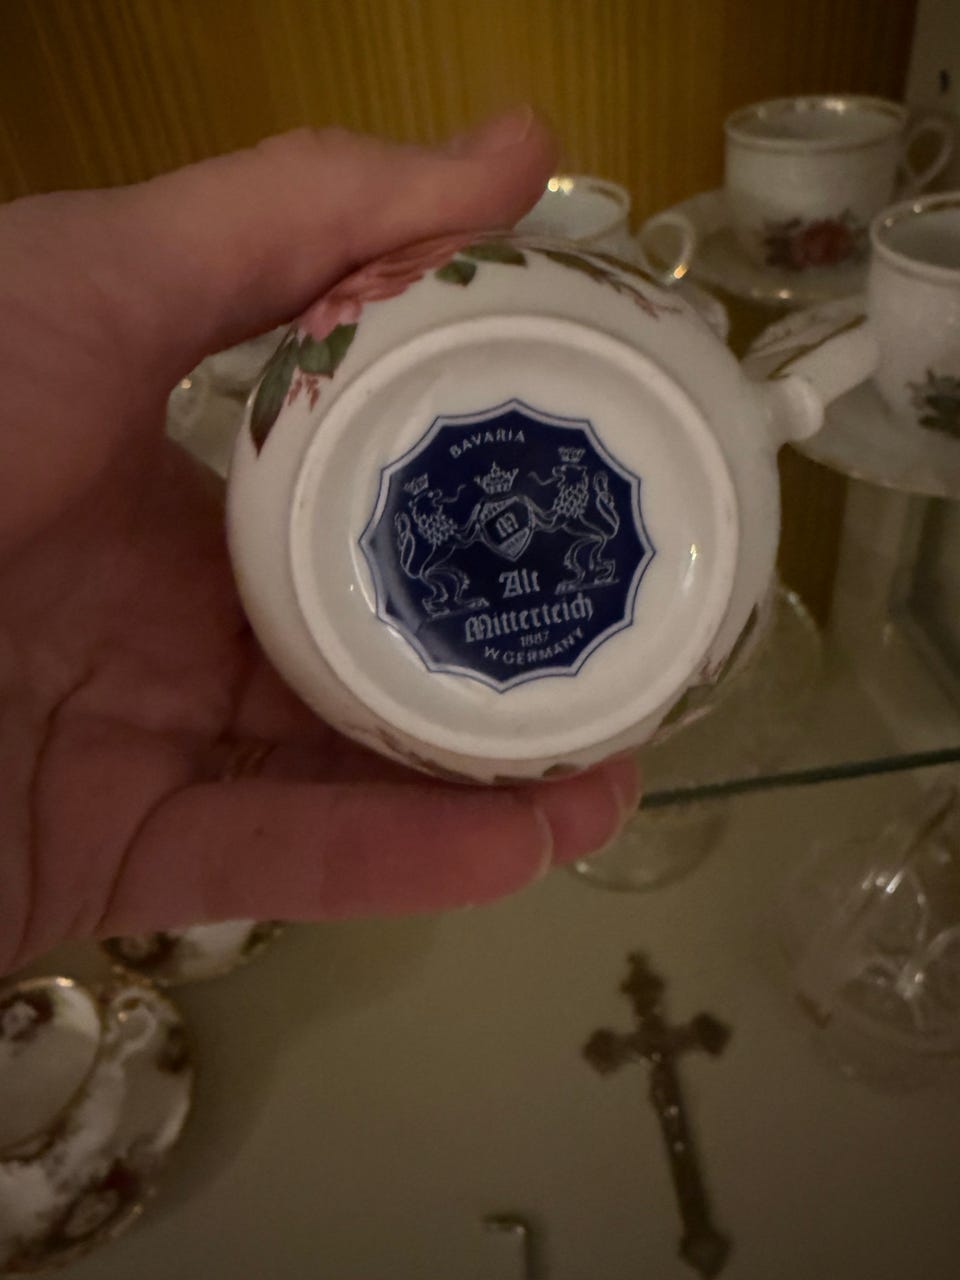 BAVARIA
Alt
Mitterteich
1887
W.GERMANY